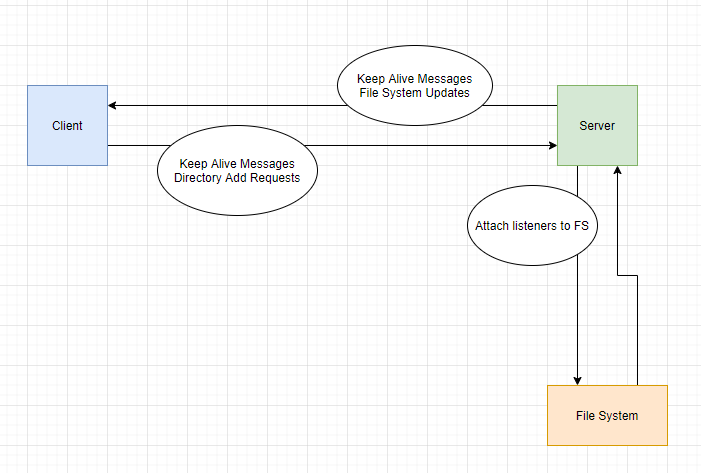 Keep Alive Messages
File System Updates
Client
Server
Keep Alive Messages
Directory Add Requests
Attach listeners to FS
File System